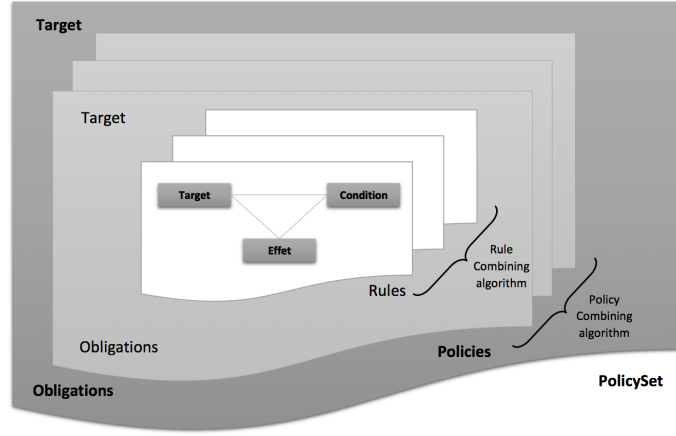 Target
Target
Target
Condition
Effet
Rules
Rule
Combining
algorithm
Obligations
Policies
Policy
Combining
algorithm
Obligations
PolicySet